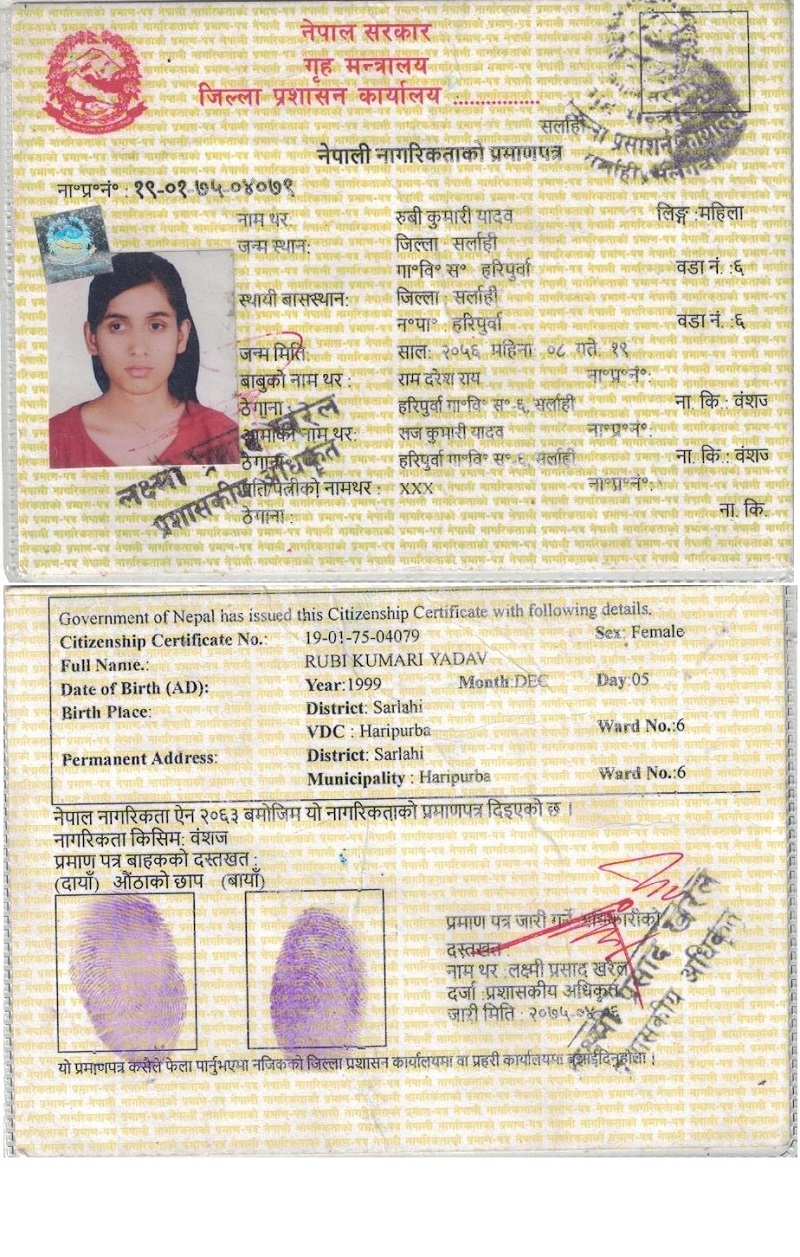 नेपाल सरकार
गृह मन्त्रालय
जिल्ला प्रशासन कार्यालय ................
सर्लाही
नेपाली नागरिकताको प्रमाणपत्र
ना॰प्र॰नं॰ : १९-०१-७५-०४०७९
नाम थर: रुबी कुमारी यादव लिङ्ग :महिला
जन्म स्थान: जिल्ला सर्लाही
गा॰वि॰ स॰ हरिपुर्वा वडा नं. :६
स्थायी बासस्थान: जिल्ला : सर्लाही
न॰पा॰ : हरिपुर्वा वडा नं. :६
जन्म मिति: साल: २०५६ महिना: ०८ गते: १९
बाबुको नाम थर : राम दरेश राय ना॰प्र॰नं॰:
ठेगाना : हरिपुर्वा गा॰वि॰ स॰-६, सर्लाही ना. कि.: वंशज
आमाको नाम थर: कुमारी यादव ना॰प्र॰नं॰:
ठेगाना: हरिपुर्वा गा॰वि॰ स॰-६, सर्लाही ना. कि.: वंशज
पति/पत्नीको नामथर : XXX ना॰प्र॰नं॰:
ठेगाना : ना. कि.
लक्ष्मी प्रसाद खरेल
प्रशासकीय अधिकृत
Government of Nepal has issued this Citizenship Certificate with following details.
Citizenship Certificate No.: 19-01-75-04079 Sex: Female
Full Name.: RUBI KUMARI YADAV
Date of Birth (AD): Year:1999 Month:DEC Day:05
Birth Place: District: Sarlahi
VDC : Haripurba Ward No.:6
Permanent Address: District: Sarlahi
Municipality : Haripurba Ward No.:6
नेपाल नागरिकता ऐन २०६३ बमोजिम यो नागरिकताको प्रमाणपत्र दिइएको छ ।
नागरिकता किसिम: वंशज
प्रमाण पत्र बाहकको दस्तखत :
(दायाँ) औंठाको छाप (बायाँ)
प्रमाण पत्र जारी गर्ने अधिकारीको
दस्तखत :
नाम थर : लक्ष्मी प्रसाद खरेल
दर्जा : प्रशासकीय अधिकृत
जारी मिति : २०७५-०४
लक्ष्मी प्रसाद खरेल
प्रशासकीय अधिकृत
यो प्रमाणपत्र कसैले फेला पार्नुभएमा नजिकको जिल्ला प्रशासन कार्यालयमा वा प्रहरी कार्यालयमा बुझाईदिनुहोला ।